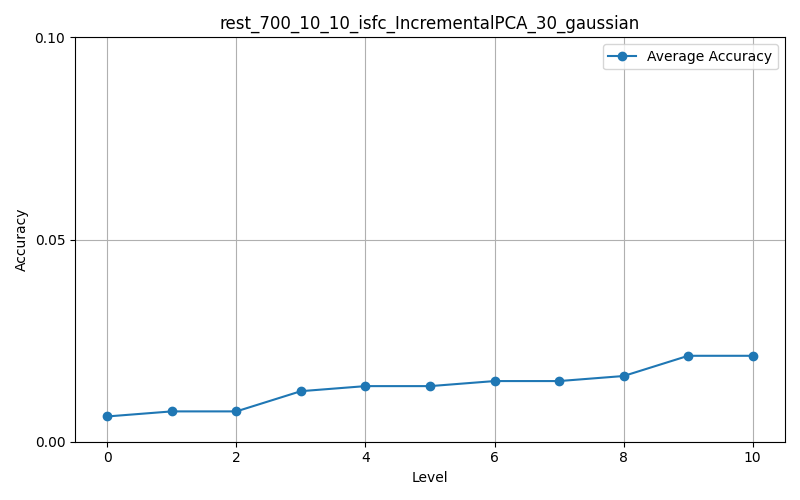 rest_700_10_10_isfc_IncrementalPCA_30_gaussian
Average Accuracy
Accuracy
0.10
0.05
0.00
0 2 4 6 8 10
Level